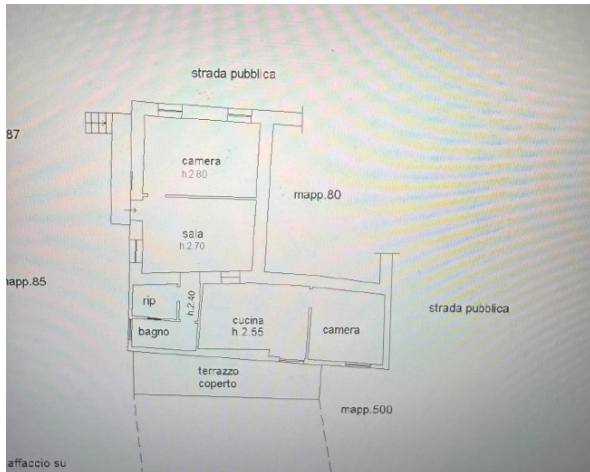 strada pubblica
87
camera
h.2.80
mapp.80
sala
h.2.70
mapp.85
strada pubblica
rip
h.2.40
cucina
h.2.55
camera
bagno
terrazzo
coperto
mapp.500
affaccio su